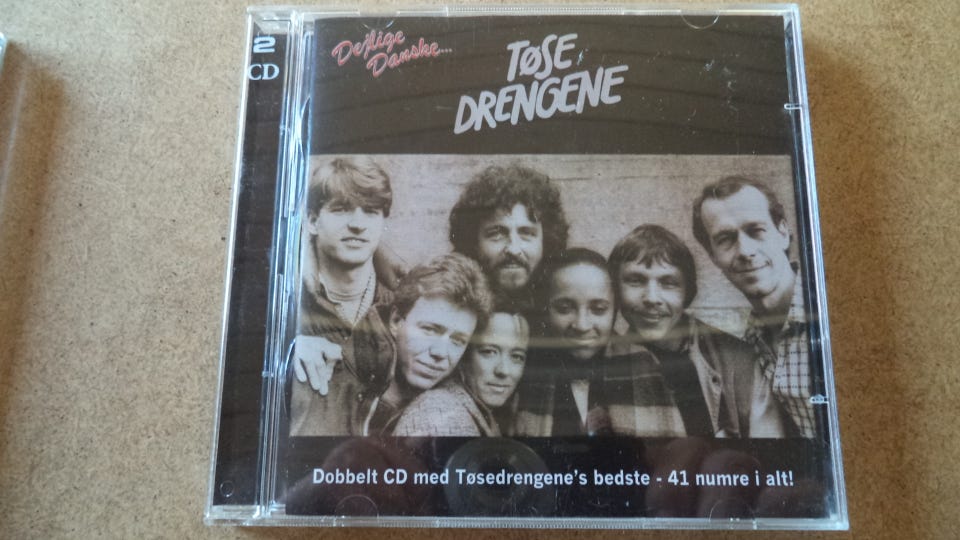 2
CD
Dejlige
Danske...
TØSE
DRENGENE
Dobbelt CD med Tøsedrengene's bedste - 41 numre i alt!